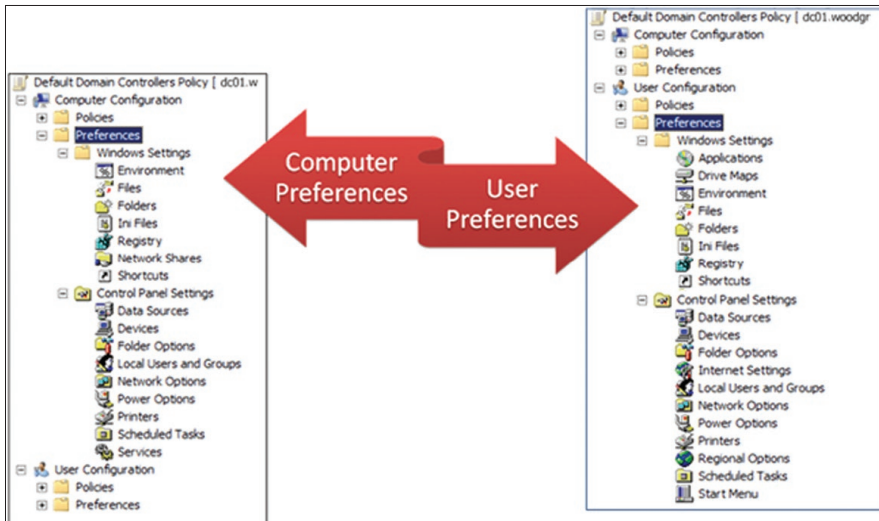 Default Domain Controllers Policy [ dc01.w
Computer Configuration
Policies
Preferences
Windows Settings
Environment
Files
Folders
Ini Files
Registry
Network Shares
Shortcuts
Control Panel Settings
Data Sources
Devices
Folder Options
Local Users and Groups
Network Options
Power Options
Printers
Scheduled Tasks
Services
User Configuration
Policies
Preferences
Computer
Preferences
User
Preferences
Default Domain Controllers Policy [ dc01.woodgr
Computer Configuration
Policies
Preferences
User Configuration
Policies
Preferences
Windows Settings
Applications
Drive Maps
Environment
Files
Folders
Ini Files
Registry
Shortcuts
Control Panel Settings
Data Sources
Devices
Folder Options
Internet Settings
Local Users and Groups
Network Options
Power Options
Printers
Regional Options
Scheduled Tasks
Start Menu